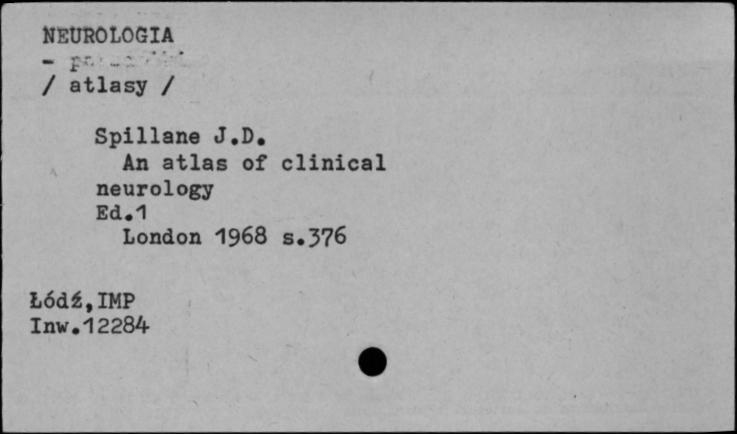 NEUROLOGIA
-
/ atlasy /
Spillane J.D.
An atlas of clinical
neurology
Ed.1
London 1968 s.376
Łódź,IMP
Inw.12284